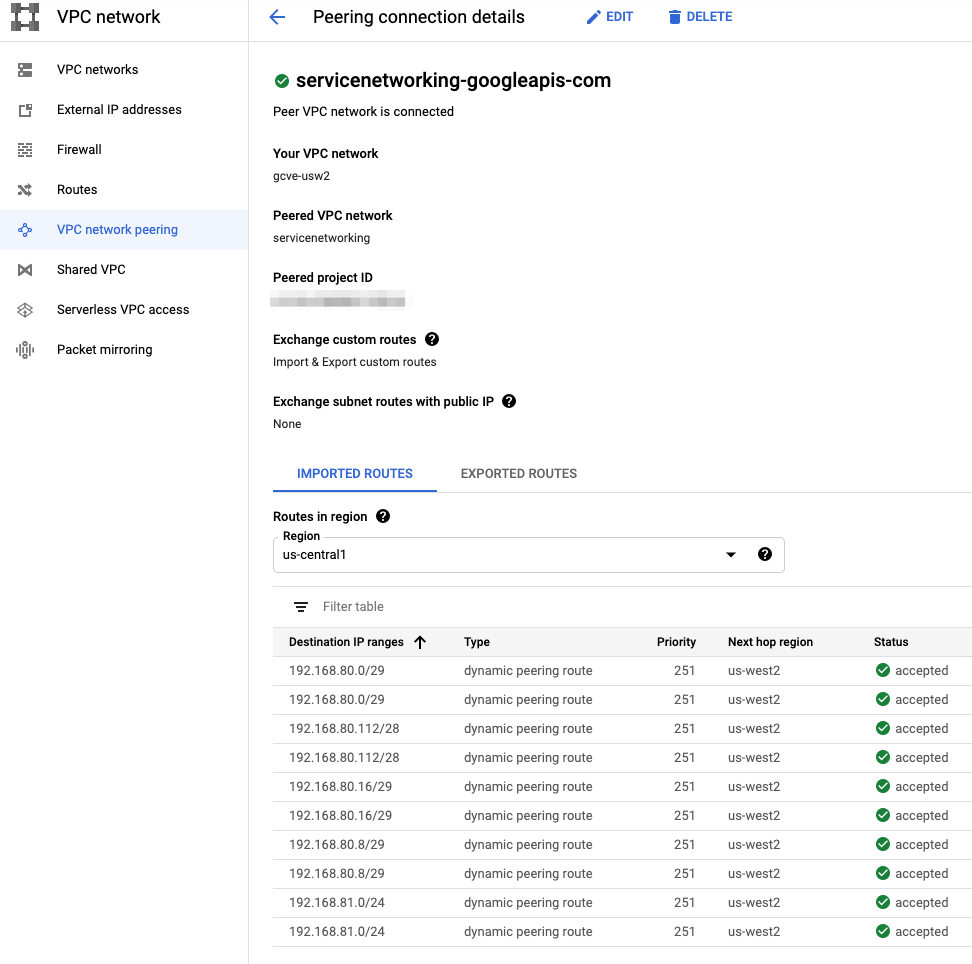 VPC network
Peering connection details
EDIT
DELETE
VPC networks
External IP addresses
Firewall
Routes
VPC network peering
Shared VPC
Serverless VPC access
Packet mirroring
servicenetworking-googleapis-com
Peer VPC network is connected
Your VPC network
gcve-usw2
Peered VPC network
servicenetworking
Peered project ID
Exchange custom routes ?
Import & Export custom routes
Exchange subnet routes with public IP ?
None
IMPORTED ROUTES EXPORTED ROUTES
Routes in region ?
Region
us-central1 ?
Filter table
Destination IP ranges Type Priority Next hop region Status
192.168.80.0/29 dynamic peering route 251 us-west2 accepted
192.168.80.0/29 dynamic peering route 251 us-west2 accepted
192.168.80.112/28 dynamic peering route 251 us-west2 accepted
192.168.80.112/28 dynamic peering route 251 us-west2 accepted
192.168.80.16/29 dynamic peering route 251 us-west2 accepted
192.168.80.16/29 dynamic peering route 251 us-west2 accepted
192.168.80.8/29 dynamic peering route 251 us-west2 accepted
192.168.80.8/29 dynamic peering route 251 us-west2 accepted
192.168.81.0/24 dynamic peering route 251 us-west2 accepted
192.168.81.0/24 dynamic peering route 251 us-west2 accepted